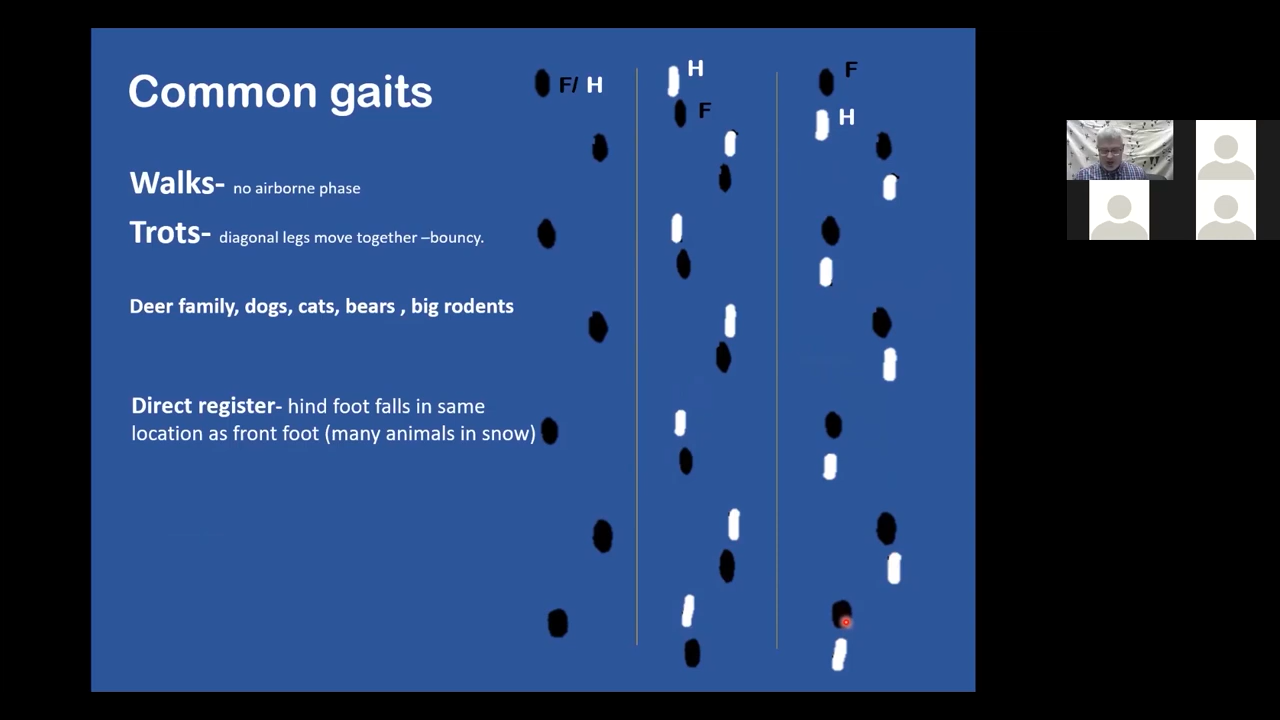 Common gaits
F/ H
H
F
F
H
Walks- no airborne phase
Trots- diagonal legs move together –bouncy.
Deer family, dogs, cats, bears , big rodents
Direct register- hind foot falls in same
location as front foot (many animals in snow)